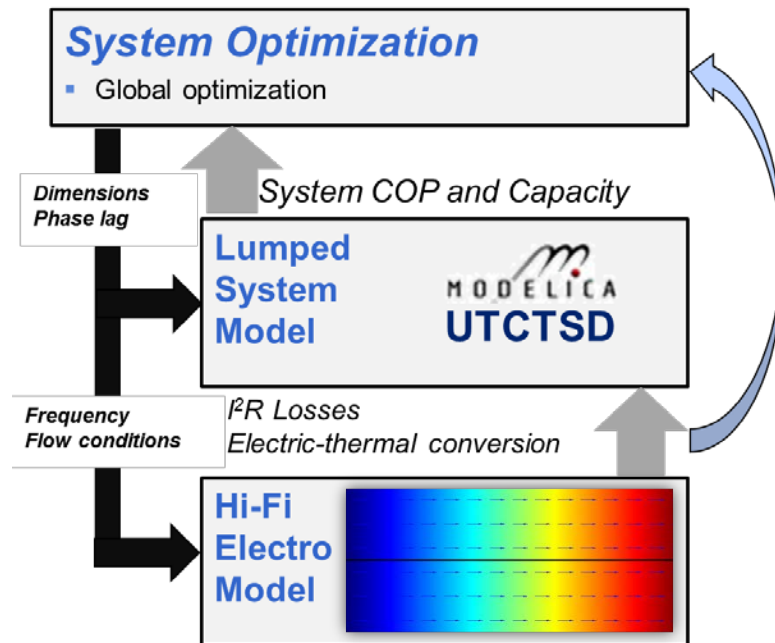 System Optimization
▪ Global optimization
Dimensions
Phase lag
System COP and Capacity
Lumped
System
Model
MODELICA
UTCTSD
Frequency
Flow conditions
I²R Losses
Electric-thermal conversion
Hi-Fi
Electro
Model